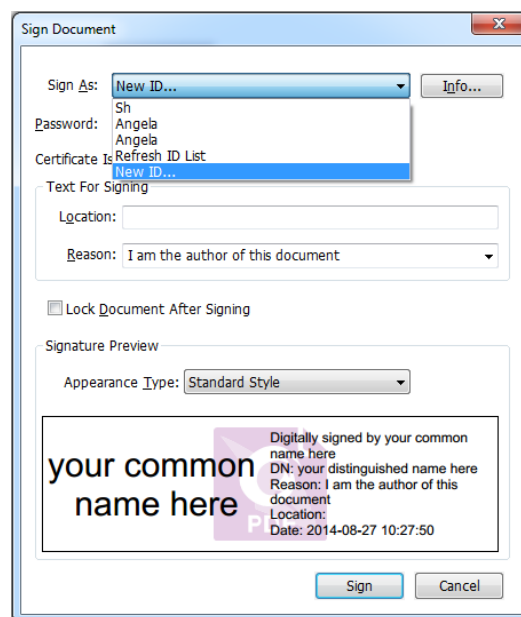 Sign Document
Sign As: New ID... Info...
Sh
Password: Angela
Angela
Certificate Is Refresh ID List
New ID...
Text For Signing
Location:
Reason: I am the author of this document
Lock Document After Signing
Signature Preview
Appearance Type: Standard Style
your common
name here
Digitally signed by your common
name here
DN: your distinguished name here
Reason: I am the author of this
document
Location:
Date: 2014-08-27 10:27:50
PDF
Sign Cancel